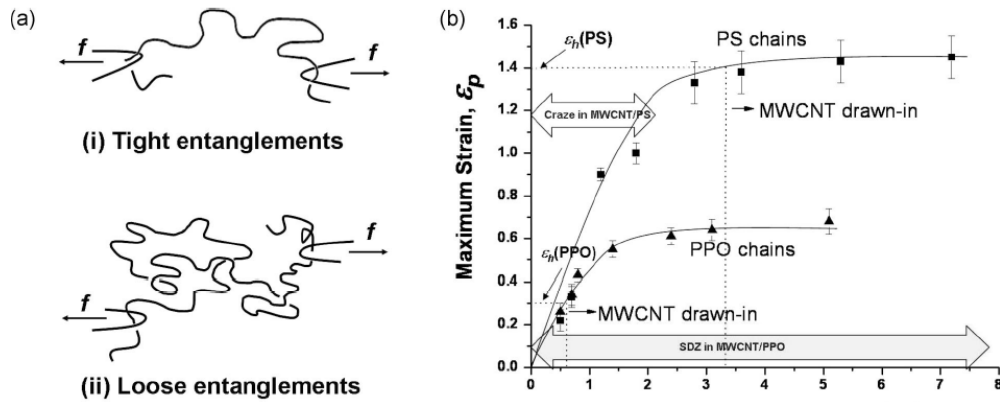 (a)
f
f
(i) Tight entanglements
f
f
(ii) Loose entanglements
(b)
Maximum Strain, εp
1.6
1.4
1.2
1.0
0.8
0.6
0.4
0.2
0.0
εh(PS)
PS chains
MWCNT drawn-in
Craze in MWCNT/PS
εh(PPO)
PPO chains
MWCNT drawn-in
SDZ in MWCNT/PPO
0 1 2 3 4 5 6 7 8